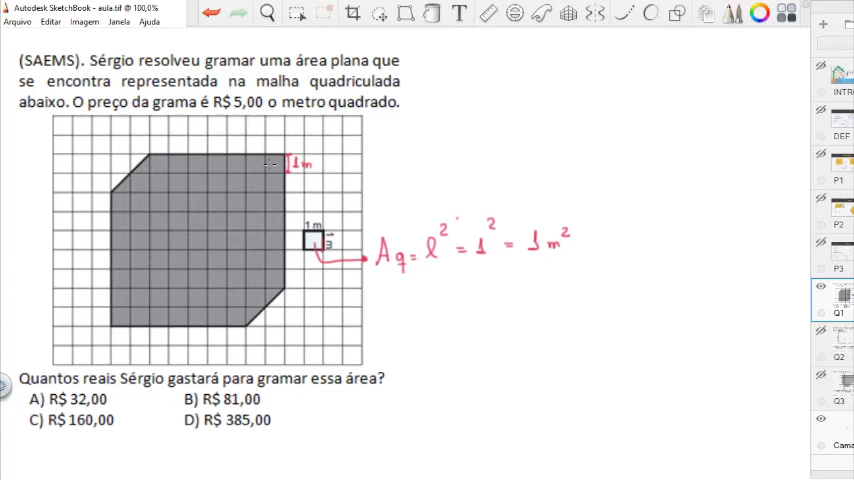 Autodesk SketchBook - aula.tif @ 100,0%
Arquivo Editar Imagem Janela Ajuda
(SAEMS). Sérgio resolveu gramar uma área plana que
se encontra representada na malha quadriculada
abaixo. O preço da grama é R$ 5,00 o metro quadrado.
1m
1 m
1 m
Aq = l² = 1² = 1 m²
Quantos reais Sérgio gastará para gramar essa área?
A) R$ 32,00 B) R$ 81,00
C) R$ 160,00 D) R$ 385,00
INTR
DEF
P1
P2
P3
Q1
Q2
Q3
Cama